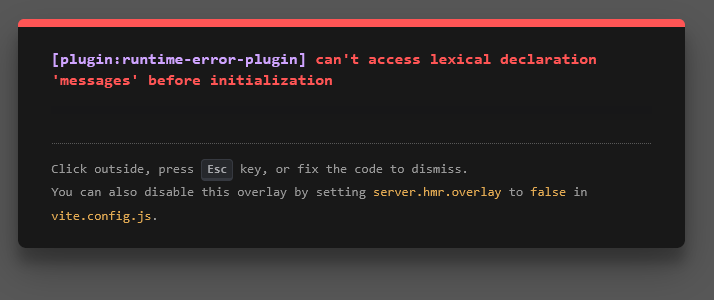 [plugin:runtime-error-plugin] can't access lexical declaration
'messages' before initialization
Click outside, press Esc key, or fix the code to dismiss.
You can also disable this overlay by setting server.hmr.overlay to false in
vite.config.js.